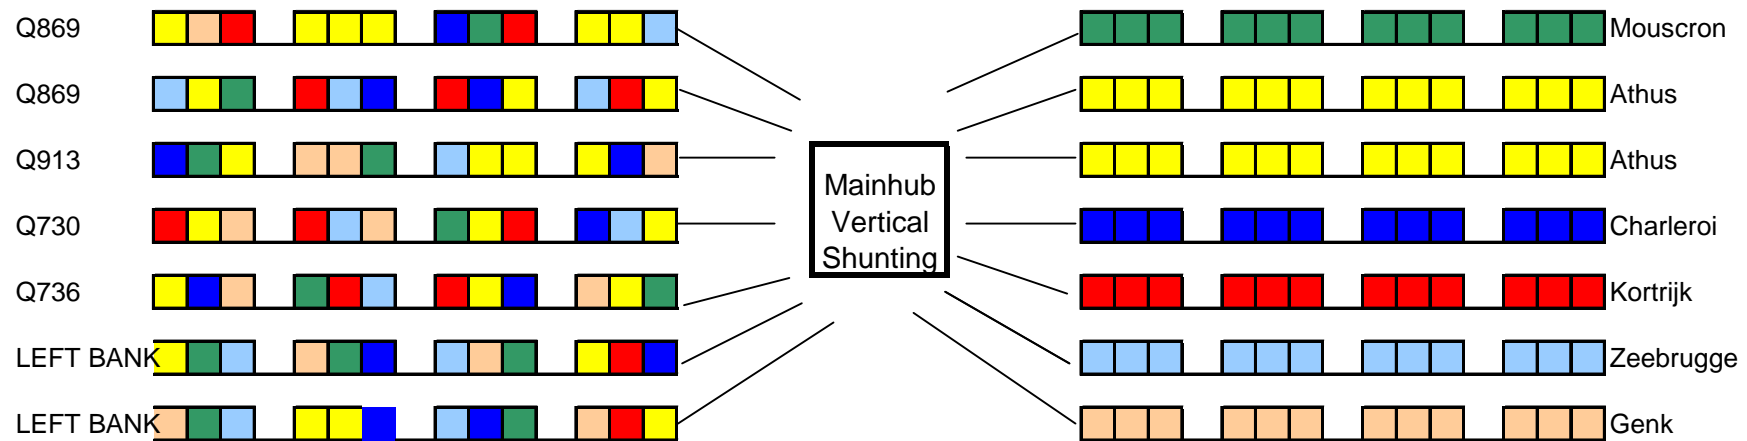 Q869
Q869
Q913
Q730
Q736
LEFT BANK
LEFT BANK
Mainhub
Vertical
Shunting
Mouscron
Athus
Athus
Charleroi
Kortrijk
Zeebrugge
Genk